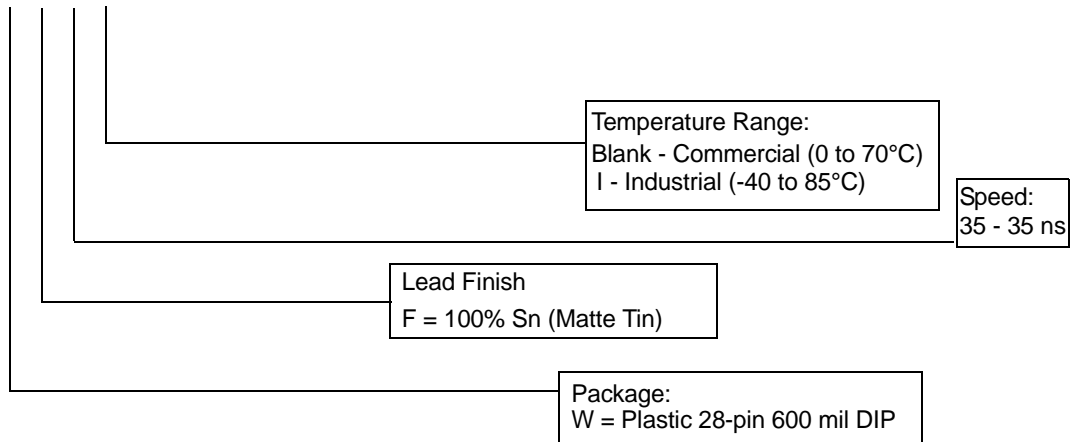 Temperature Range:
Blank - Commercial (0 to 70°C)
I - Industrial (-40 to 85°C)
Speed:
35 - 35 ns
Lead Finish
F = 100% Sn (Matte Tin)
Package:
W = Plastic 28-pin 600 mil DIP